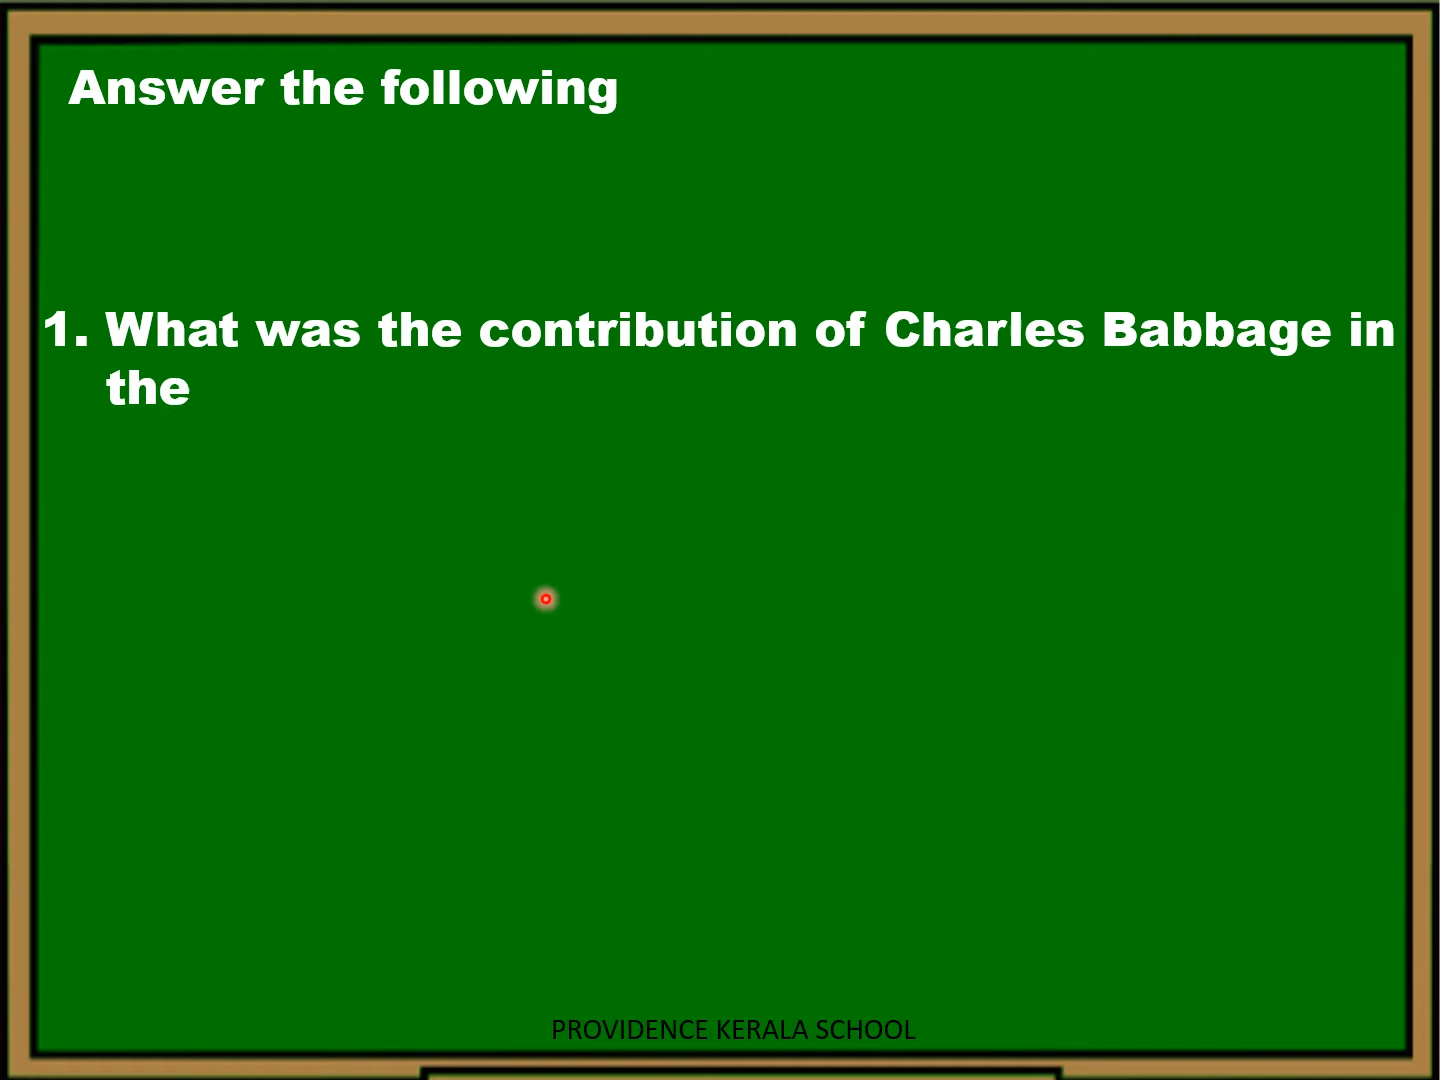 Answer the following
1. What was the contribution of Charles Babbage in
the
PROVIDENCE KERALA SCHOOL